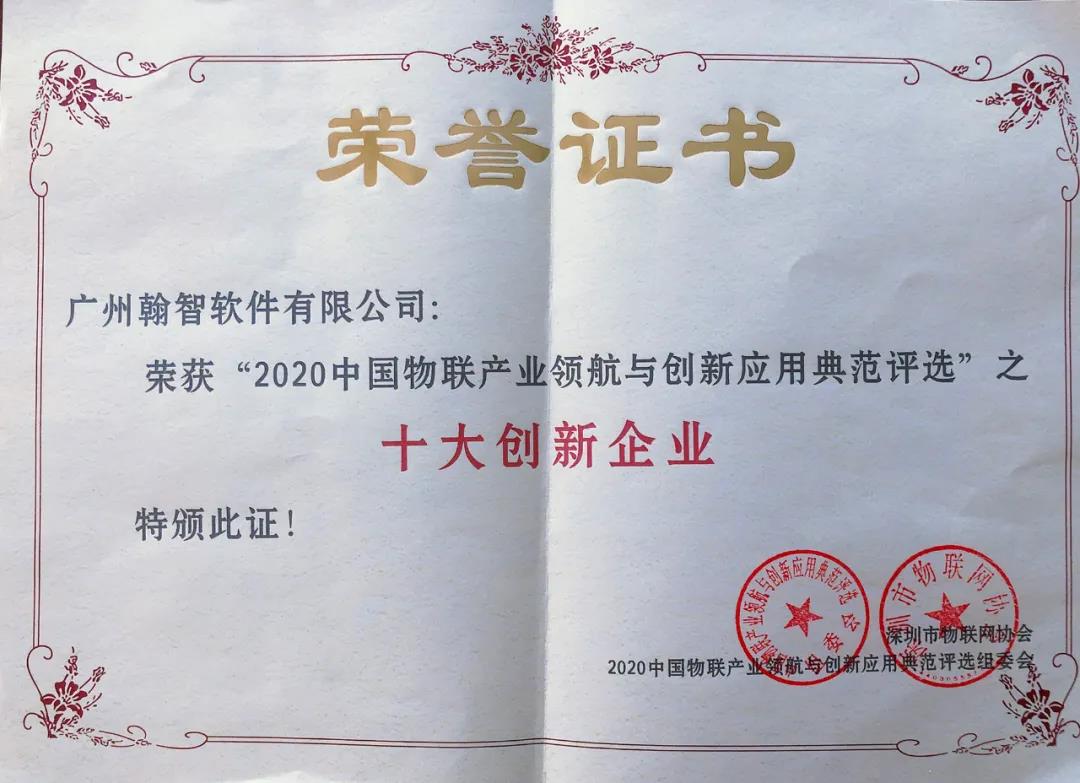 荣誉证书
广州翰智软件有限公司:
荣获“2020中国物联产业领航与创新应用典范评选”之
十大创新企业
特颁此证!
深圳市物联网协会
2020中国物联产业领航与创新应用典范评选组委会